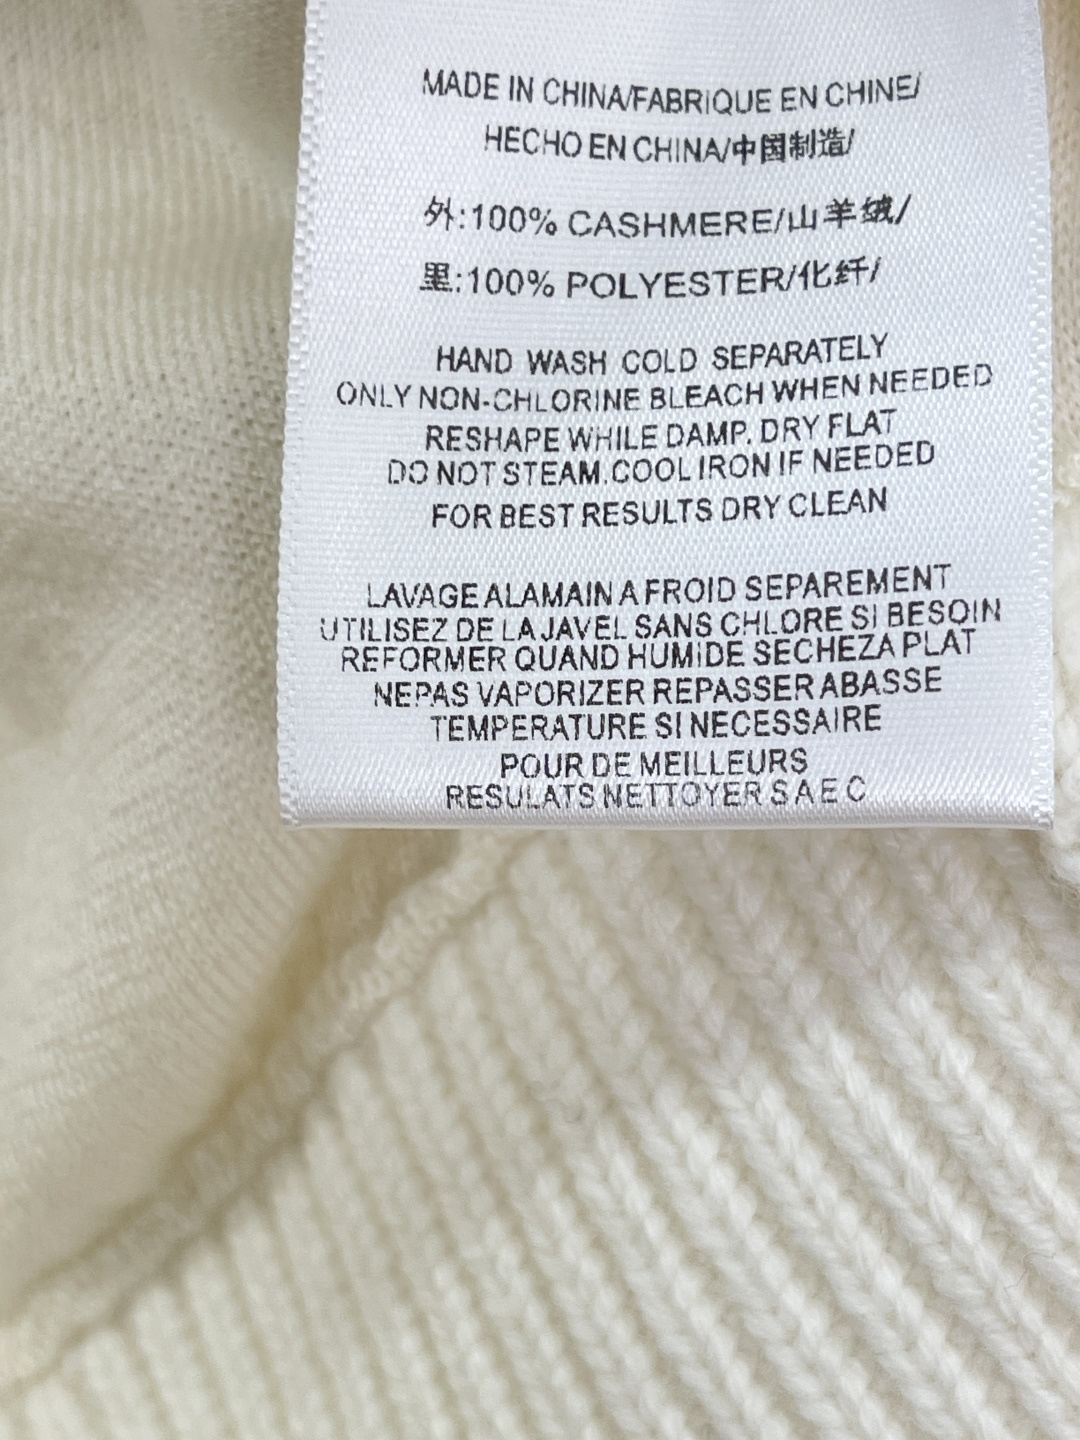 MADE IN CHINA/FABRIQUE EN CHINE/
HECHO EN CHINA/中国制造/
外:100% CASHMERE/山羊绒/
里:100% POLYESTER/化纤/
HAND WASH COLD SEPARATELY
ONLY NON-CHLORINE BLEACH WHEN NEEDED
RESHAPE WHILE DAMP. DRY FLAT
DO NOT STEAM.COOL IRON IF NEEDED
FOR BEST RESULTS DRY CLEAN
LAVAGE ALAMAIN A FROID SEPAREMENT
UTILISEZ DE LA JAVEL SANS CHLORE SI BESOIN
REFORMER QUAND HUMIDE SECHEZA PLAT
NEPAS VAPORIZER REPASSER ABASSE
TEMPERATURE SI NECESSAIRE
POUR DE MEILLEURS
RESULATS NETTOYER S A E C